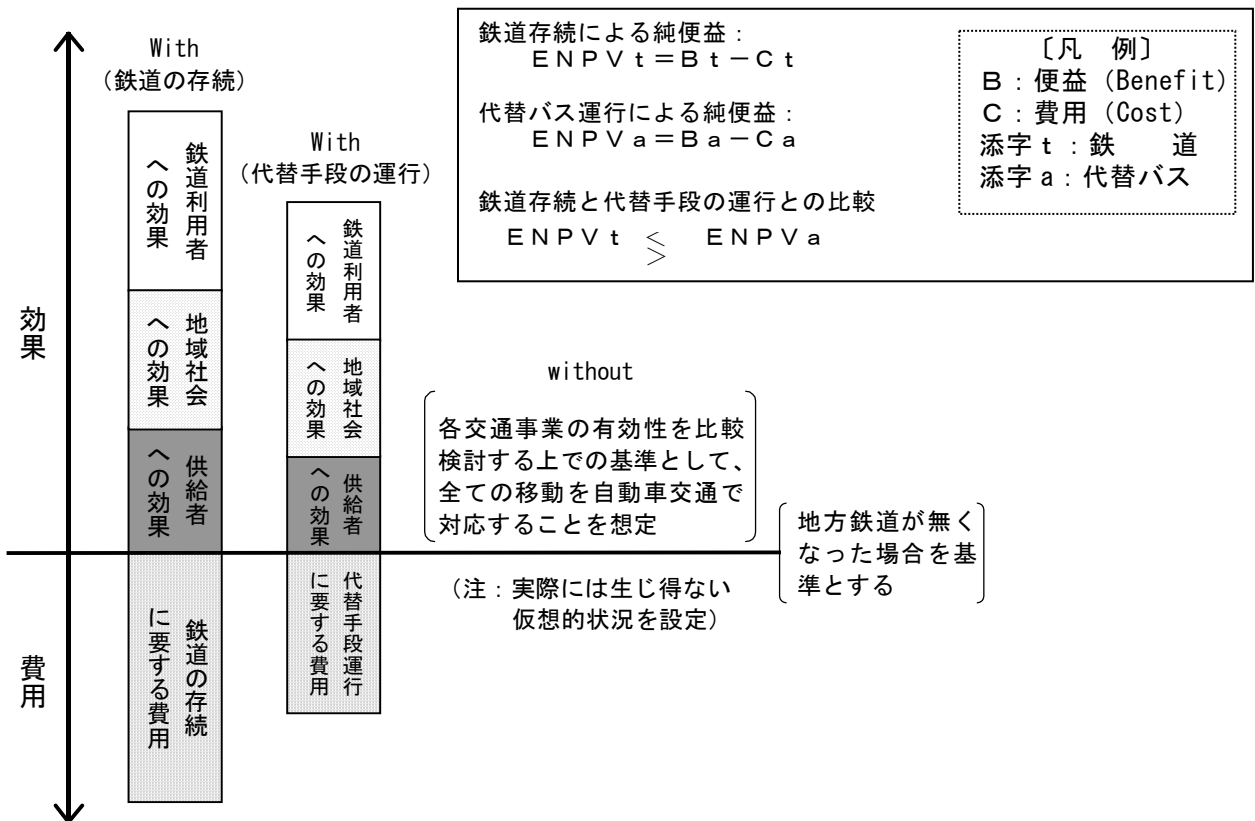 With
(鉄道の存続)
鉄道利用者
への効果
地域社会
への効果
供給者
への効果
鉄道の存続
に要する費用
With
(代替手段の運行)
鉄道利用者
への効果
地域社会
への効果
供給者
への効果
代替手段運行
に要する費用
効果
費用
鉄道存続による純便益:
ENPVt=Bt-Ct
代替バス運行による純便益:
ENPVa=Ba-Ca
鉄道存続と代替手段の運行との比較
ENPVt ≦ > ENPVa
〔凡 例〕
B:便益(Benefit)
C:費用(Cost)
添字t:鉄 道
添字a:代替バス
without
各交通事業の有効性を比較
検討する上での基準として、
全ての移動を自動車交通で
対応することを想定
(注:実際には生じ得ない
仮想的状況を設定)
地方鉄道が無く
なった場合を基
準とする